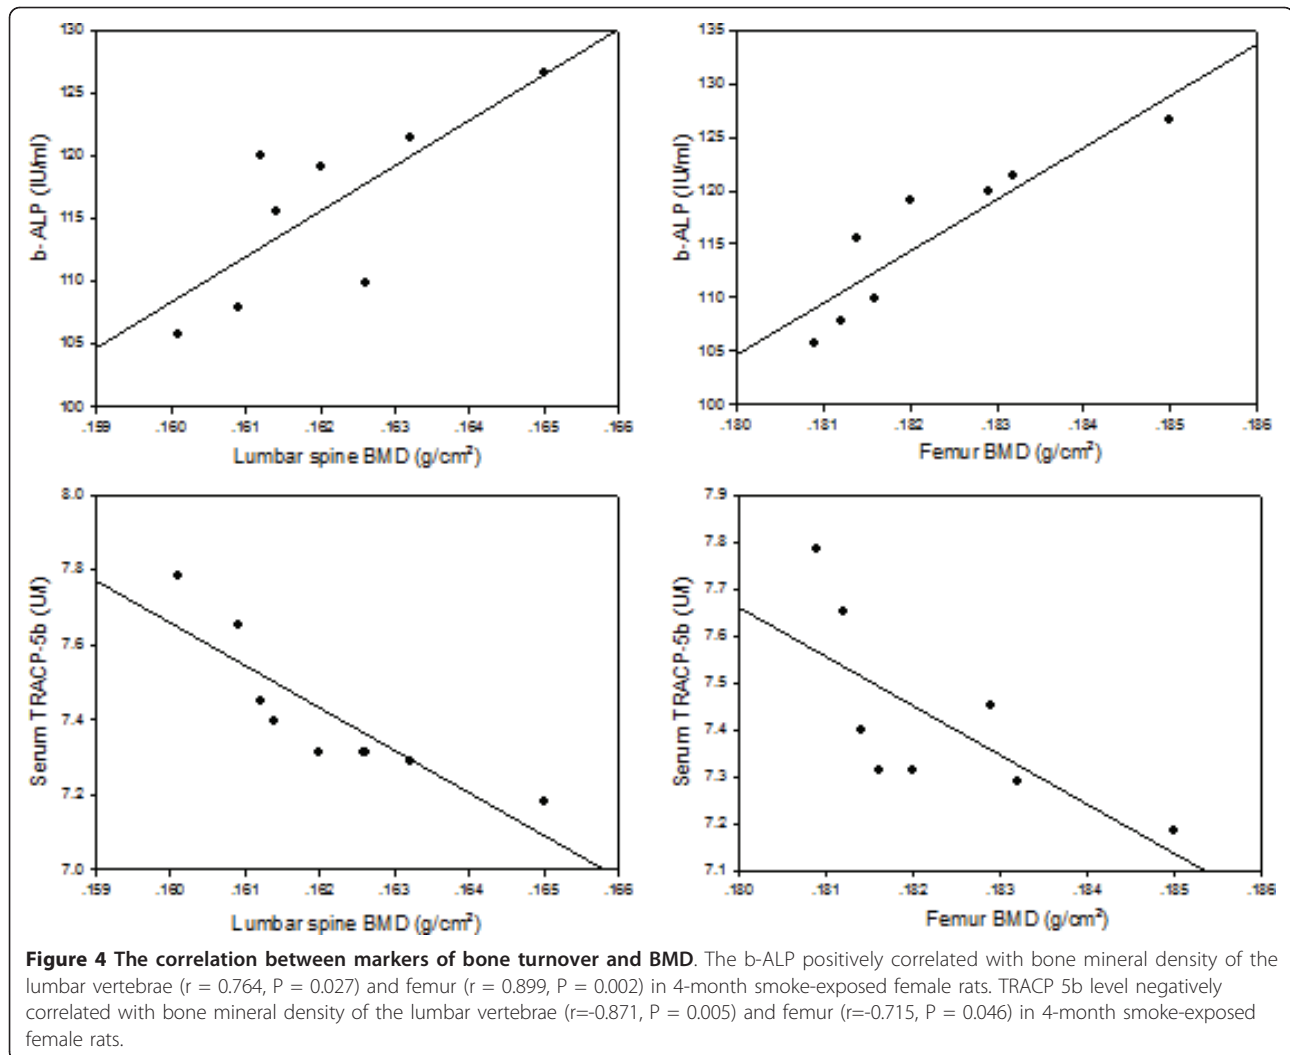 130
125
120
115
110
105
100
b- ALP (IU/ml)
.159 .160 .161 .162 .163 .164 .165 .166
Lumbar spine BMD (g/cm²)
135
130
125
120
115
110
105
100
b-ALP (IU/ml)
.180 .181 .182 .183 .184 .185 .186
Femur BMD (g/cm²)
8.0
7.8
7.6
7.4
7.2
7.0
Serum TRACP-5b (U/l)
.159 .160 .161 .162 .163 .164 .165 .166
Lumbar spine BMD (g/cm²)
7.9
7.8
7.7
7.6
7.5
7.4
7.3
7.2
7.1
Serum TRACP-5b (U/l)
.180 .181 .182 .183 .184 .185 .186
Femur BMD (g/cm²)
Figure 4 The correlation between markers of bone turnover and BMD. The b-ALP positively correlated with bone mineral density of the
lumbar vertebrae (r = 0.764, P = 0.027) and femur (r = 0.899, P = 0.002) in 4-month smoke-exposed female rats. TRACP 5b level negatively
correlated with bone mineral density of the lumbar vertebrae (r=-0.871, P = 0.005) and femur (r=-0.715, P = 0.046) in 4-month smoke-exposed
female rats.